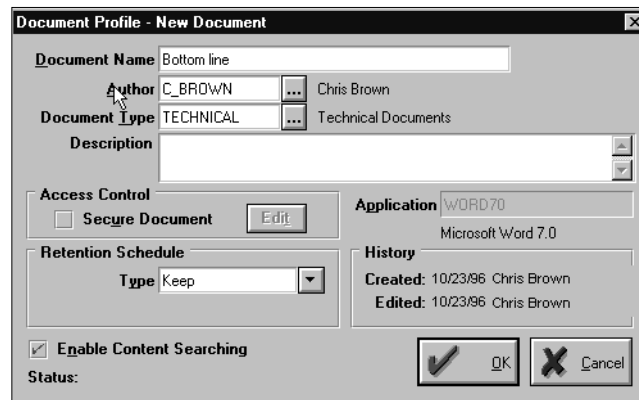 Document Profile - New Document
Document Name Bottom line
Author C_BROWN ... Chris Brown
Document Type TECHNICAL ... Technical Documents
Description
Access Control
Secure Document Edit
Application WORD70
Microsoft Word 7.0
Retention Schedule
Type Keep
History
Created: 10/23/96 Chris Brown
Edited: 10/23/96 Chris Brown
Enable Content Searching
Status:
OK
Cancel